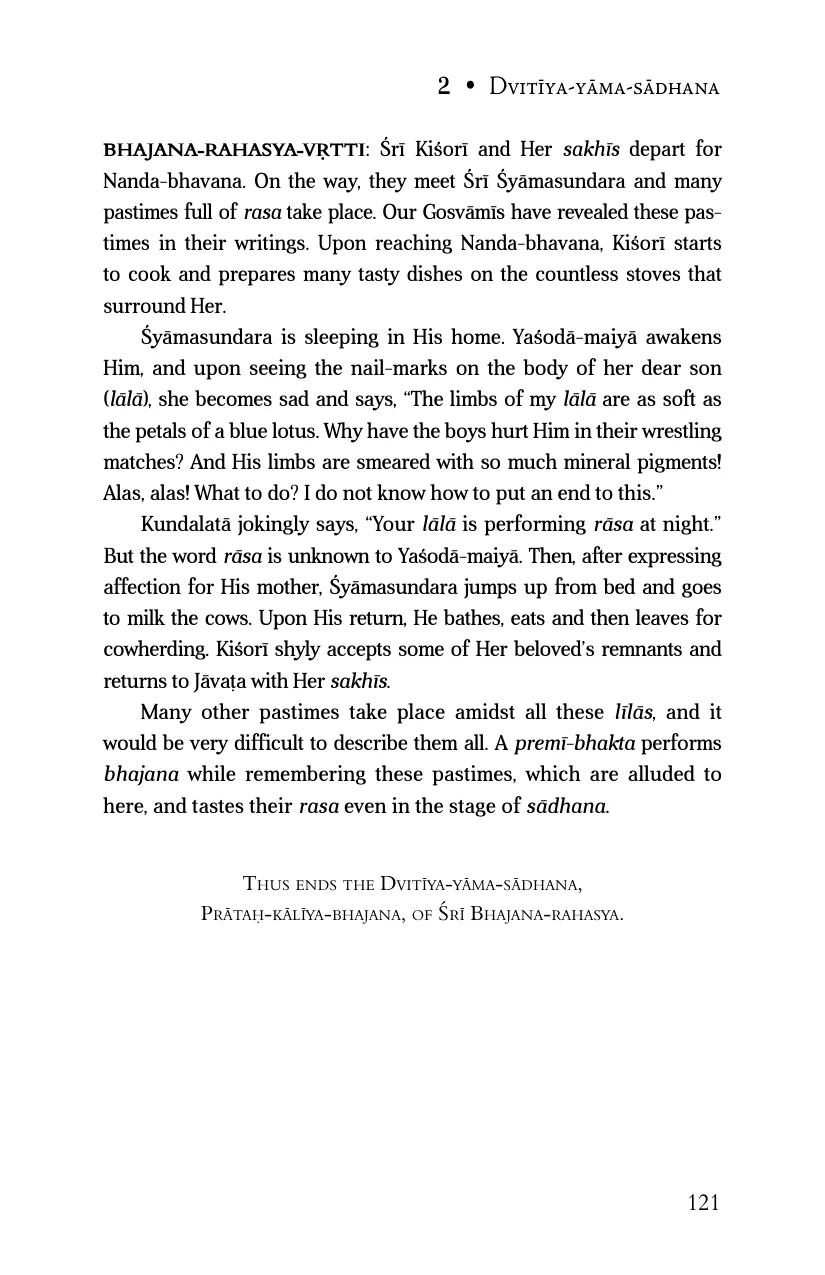 2 • Dvitīya-yāma-sādhana
BHAJANA-RAHASYA-VṚTTI: Śrī Kiśorī and Her sakhīs depart for
Nanda-bhavana. On the way, they meet Śrī Śyāmasundara and many
pastimes full of rasa take place. Our Gosvāmīs have revealed these pas-
times in their writings. Upon reaching Nanda-bhavana, Kiśorī starts
to cook and prepares many tasty dishes on the countless stoves that
surround Her.
Śyāmasundara is sleeping in His home. Yaśodā-maiyā awakens
Him, and upon seeing the nail-marks on the body of her dear son
(lālā), she becomes sad and says, “The limbs of my lālā are as soft as
the petals of a blue lotus. Why have the boys hurt Him in their wrestling
matches? And His limbs are smeared with so much mineral pigments!
Alas, alas! What to do? I do not know how to put an end to this.”
Kundalatā jokingly says, “Your lālā is performing rāsa at night.”
But the word rāsa is unknown to Yaśodā-maiyā. Then, after expressing
affection for His mother, Śyāmasundara jumps up from bed and goes
to milk the cows. Upon His return, He bathes, eats and then leaves for
cowherding. Kiśorī shyly accepts some of Her beloved’s remnants and
returns to Jāvaṭa with Her sakhīs.
Many other pastimes take place amidst all these līlās, and it
would be very difficult to describe them all. A premī-bhakta performs
bhajana while remembering these pastimes, which are alluded to
here, and tastes their rasa even in the stage of sādhana.
Thus ends the Dvitīya-yāma-sādhana,
Prātaḥ-kālīya-bhajana, of Śrī Bhajana-rahasya.
121